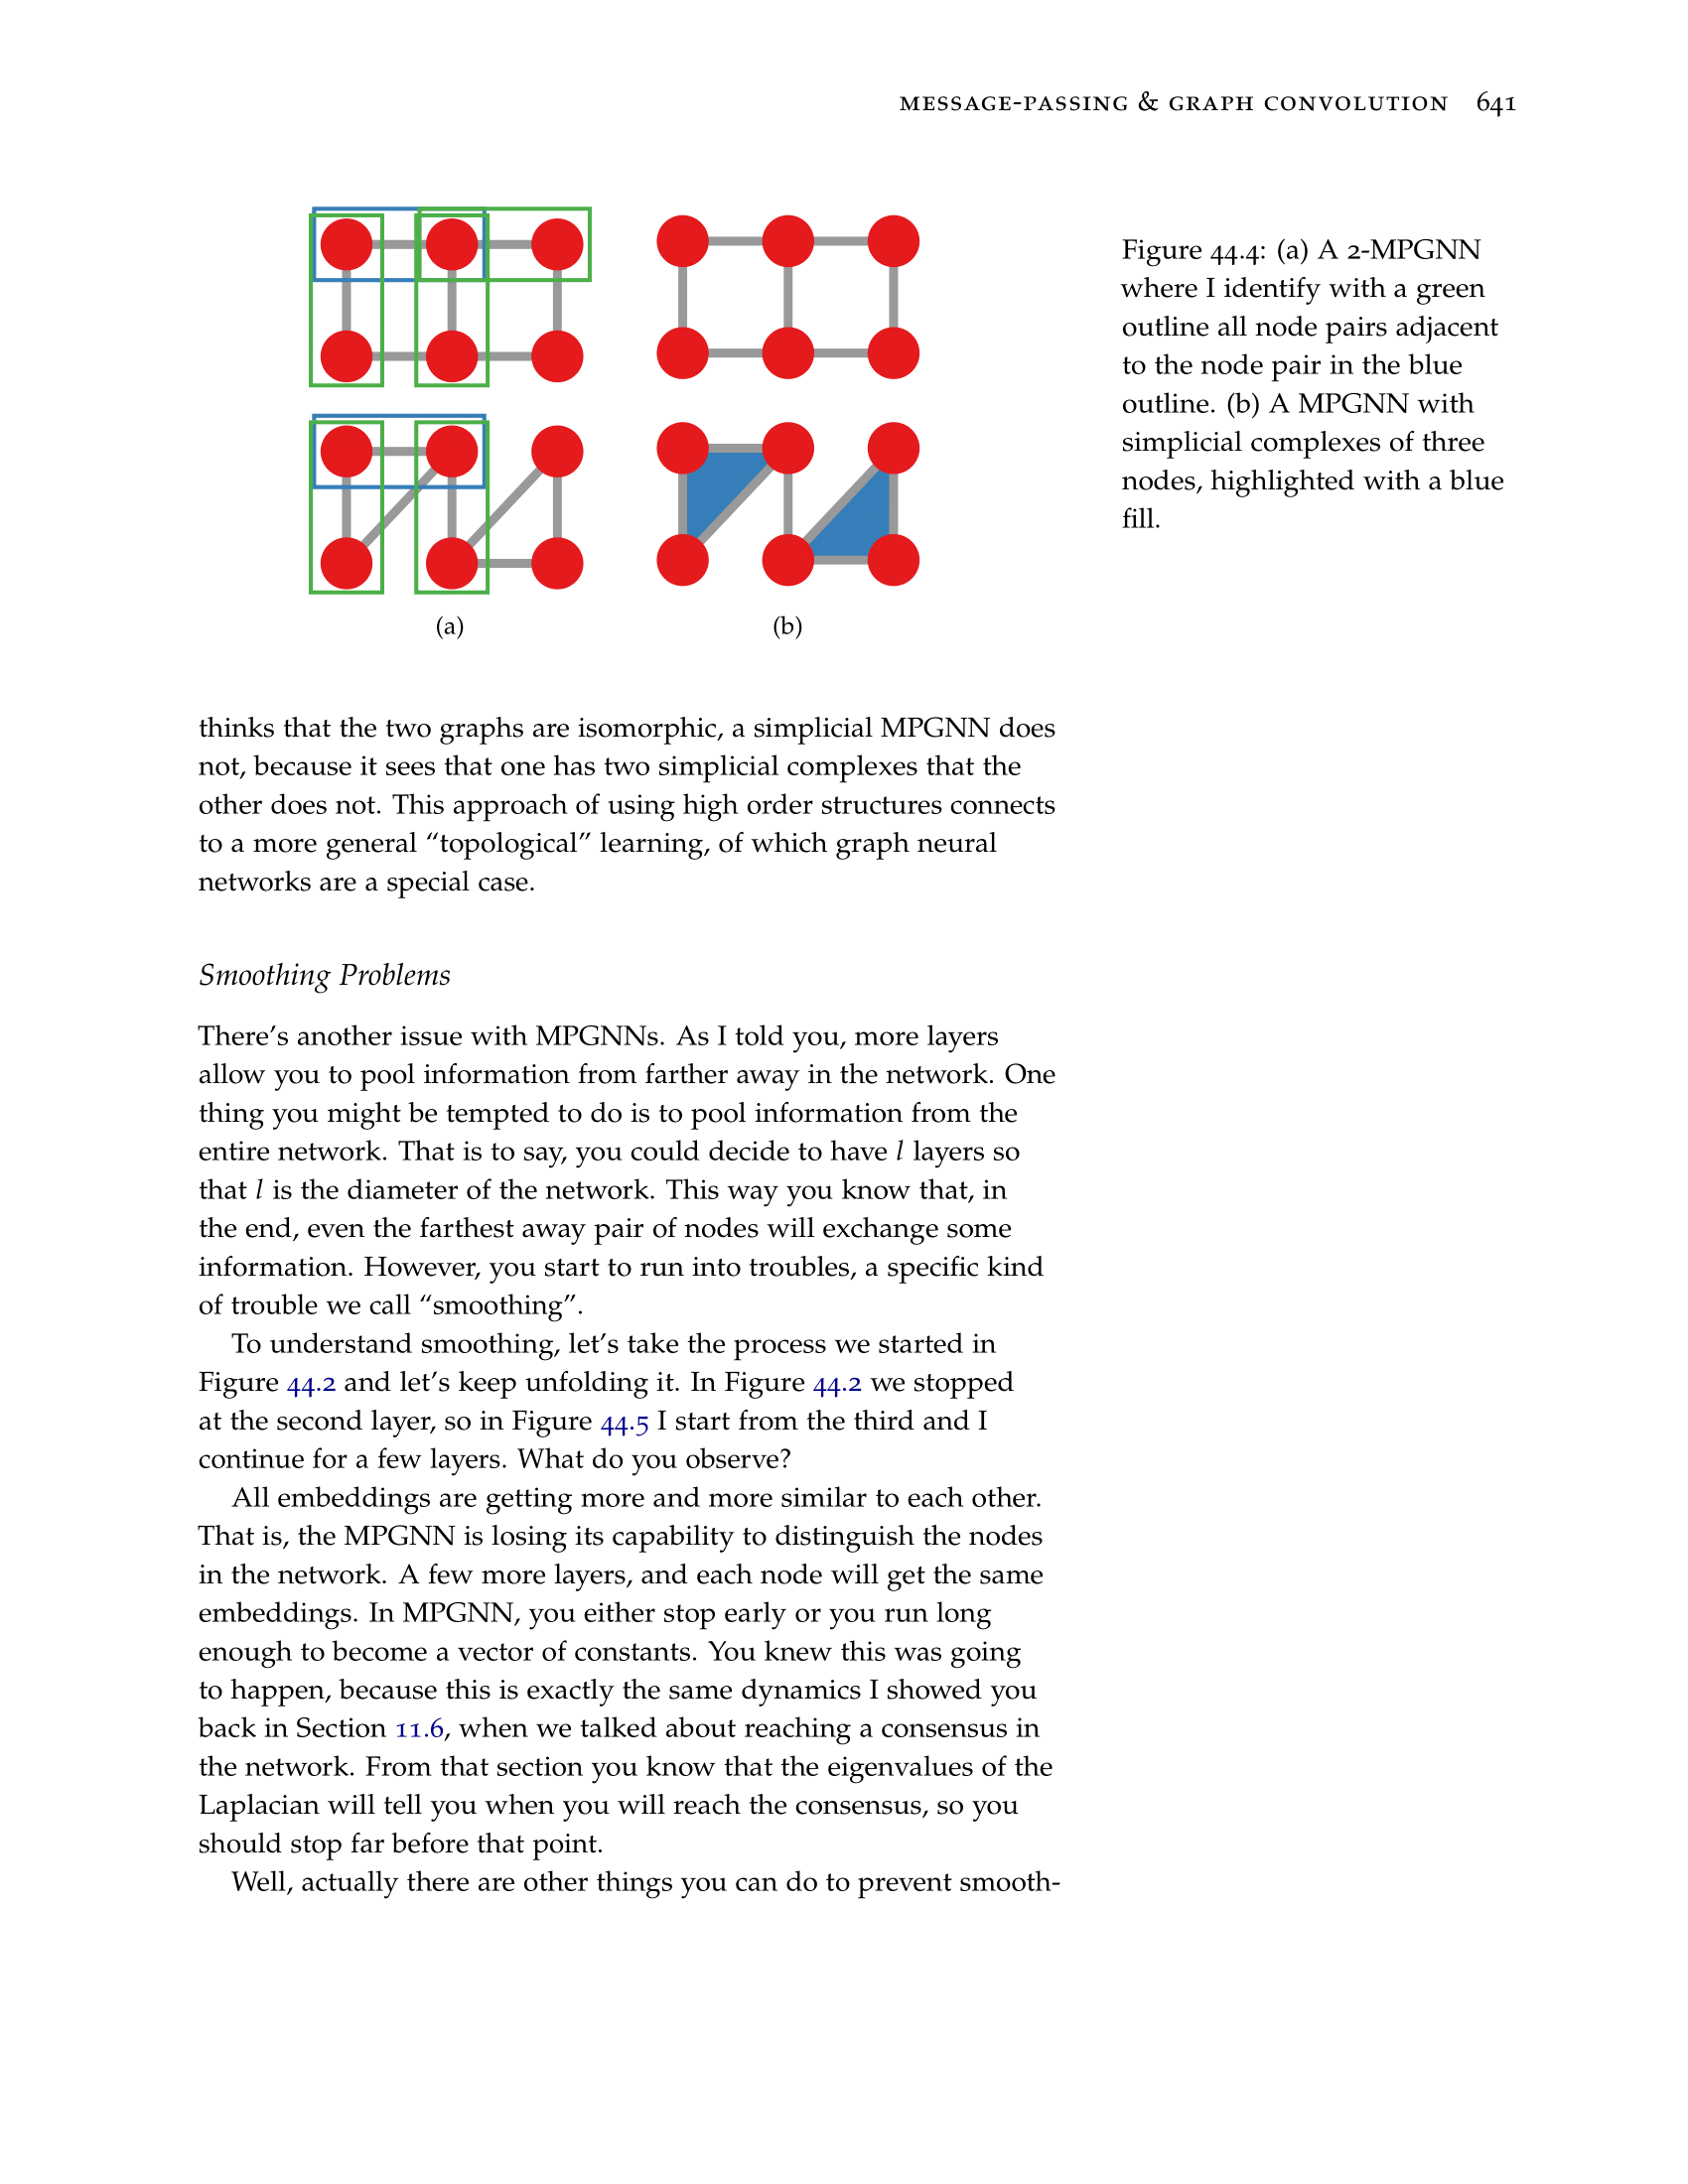 MESSAGE-PASSING & GRAPH CONVOLUTION 641
Figure 44.4: (a) A 2-MPGNN
where I identify with a green
outline all node pairs adjacent
to the node pair in the blue
outline. (b) A MPGNN with
simplicial complexes of three
nodes, highlighted with a blue
fill.
(a)
(b)
thinks that the two graphs are isomorphic, a simplicial MPGNN does
not, because it sees that one has two simplicial complexes that the
other does not. This approach of using high order structures connects
to a more general “topological” learning, of which graph neural
networks are a special case.
Smoothing Problems
There’s another issue with MPGNNs. As I told you, more layers
allow you to pool information from farther away in the network. One
thing you might be tempted to do is to pool information from the
entire network. That is to say, you could decide to have l layers so
that l is the diameter of the network. This way you know that, in
the end, even the farthest away pair of nodes will exchange some
information. However, you start to run into troubles, a specific kind
of trouble we call “smoothing”.
To understand smoothing, let’s take the process we started in
Figure 44.2 and let’s keep unfolding it. In Figure 44.2 we stopped
at the second layer, so in Figure 44.5 I start from the third and I
continue for a few layers. What do you observe?
All embeddings are getting more and more similar to each other.
That is, the MPGNN is losing its capability to distinguish the nodes
in the network. A few more layers, and each node will get the same
embeddings. In MPGNN, you either stop early or you run long
enough to become a vector of constants. You knew this was going
to happen, because this is exactly the same dynamics I showed you
back in Section 11.6, when we talked about reaching a consensus in
the network. From that section you know that the eigenvalues of the
Laplacian will tell you when you will reach the consensus, so you
should stop far before that point.
Well, actually there are other things you can do to prevent smooth-